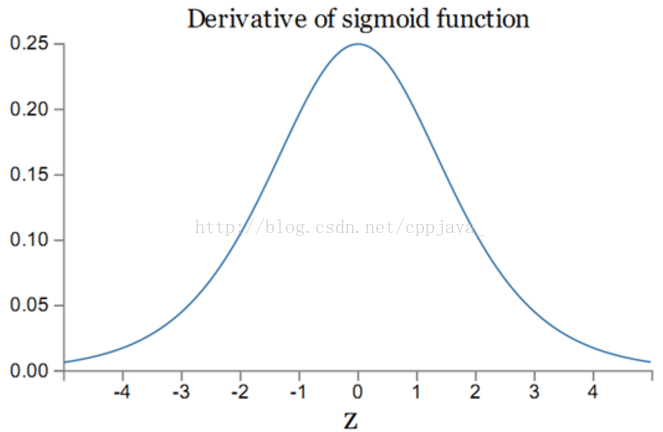 Derivative of sigmoid function
0.25
0.20
0.15
http://blog.csdn.net/cppjava_
0.10
0.05
0.00
-4 -3 -2 -1 0 1 2 3 4
z